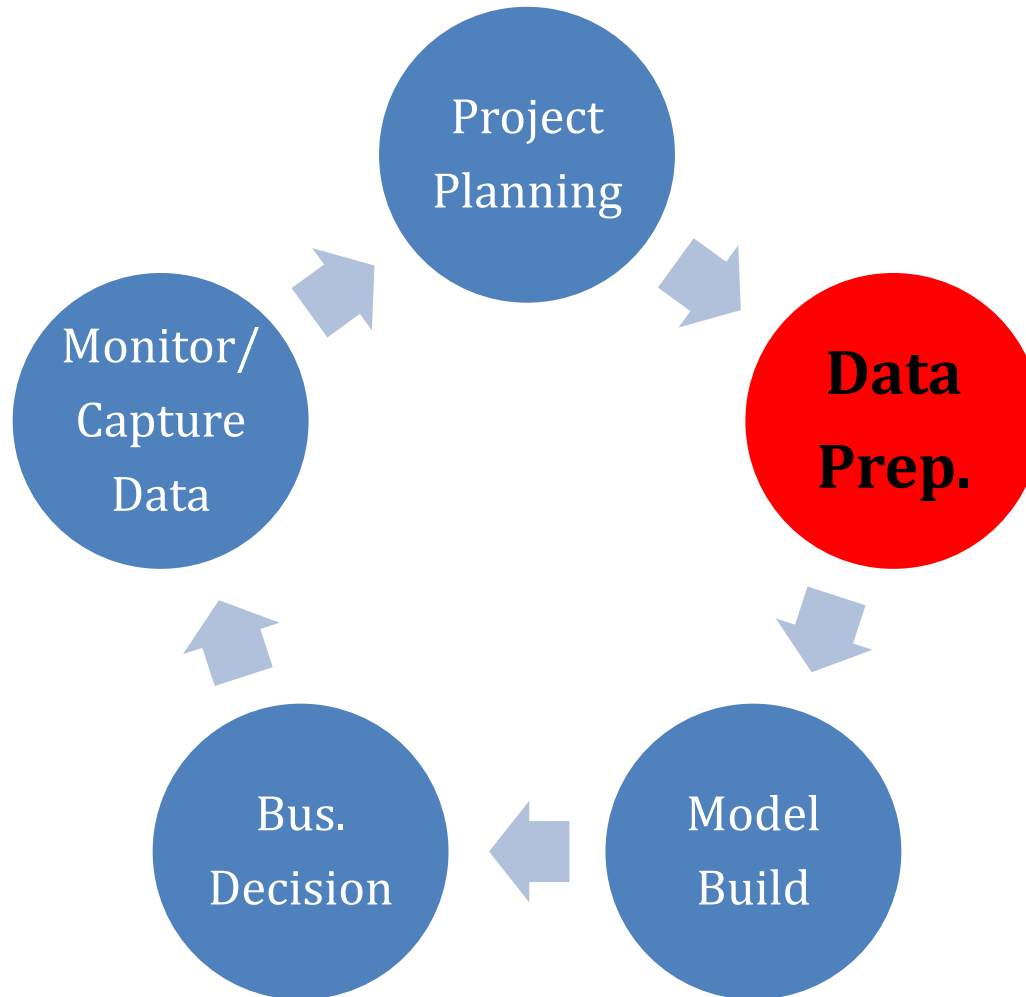 Project
Planning
Data
Prep.
Model
Build
Bus.
Decision
Monitor/
Capture
Data